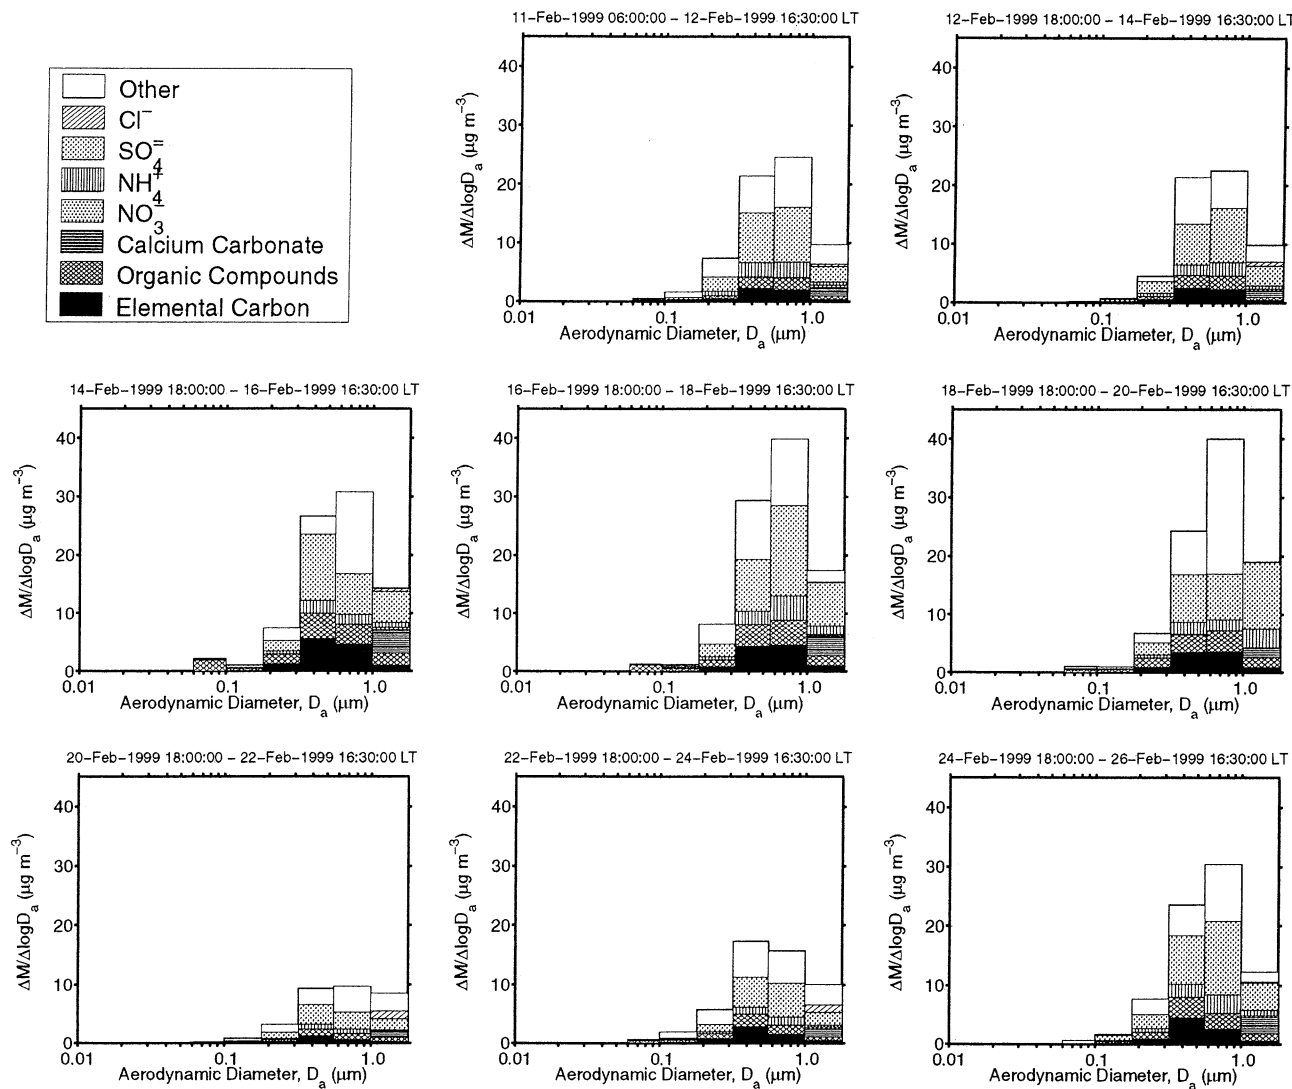 Other
Cl−
SO4=
NH4+
NO3−
Calcium Carbonate
Organic Compounds
Elemental Carbon
11−Feb−1999 06:00:00 − 12−Feb−1999 16:30:00 LT
40
30
20
10
0
ΔM/ΔlogDa (μg m−3)
0.01 0.1 1.0
Aerodynamic Diameter, Da (μm)
12−Feb−1999 18:00:00 − 14−Feb−1999 16:30:00 LT
40
30
20
10
0
ΔM/ΔlogDa (μg m−3)
0.01 0.1 1.0
Aerodynamic Diameter, Da (μm)
14−Feb−1999 18:00:00 − 16−Feb−1999 16:30:00 LT
40
30
20
10
0
ΔM/ΔlogDa (μg m−3)
0.01 0.1 1.0
Aerodynamic Diameter, Da (μm)
16−Feb−1999 18:00:00 − 18−Feb−1999 16:30:00 LT
40
30
20
10
0
ΔM/ΔlogDa (μg m−3)
0.01 0.1 1.0
Aerodynamic Diameter, Da (μm)
18−Feb−1999 18:00:00 − 20−Feb−1999 16:30:00 LT
40
30
20
10
0
ΔM/ΔlogDa (μg m−3)
0.01 0.1 1.0
Aerodynamic Diameter, Da (μm)
20−Feb−1999 18:00:00 − 22−Feb−1999 16:30:00 LT
40
30
20
10
0
ΔM/ΔlogDa (μg m−3)
0.01 0.1 1.0
Aerodynamic Diameter, Da (μm)
22−Feb−1999 18:00:00 − 24−Feb−1999 16:30:00 LT
40
30
20
10
0
ΔM/ΔlogDa (μg m−3)
0.01 0.1 1.0
Aerodynamic Diameter, Da (μm)
24−Feb−1999 18:00:00 − 26−Feb−1999 16:30:00 LT
40
30
20
10
0
ΔM/ΔlogDa (μg m−3)
0.01 0.1 1.0
Aerodynamic Diameter, Da (μm)